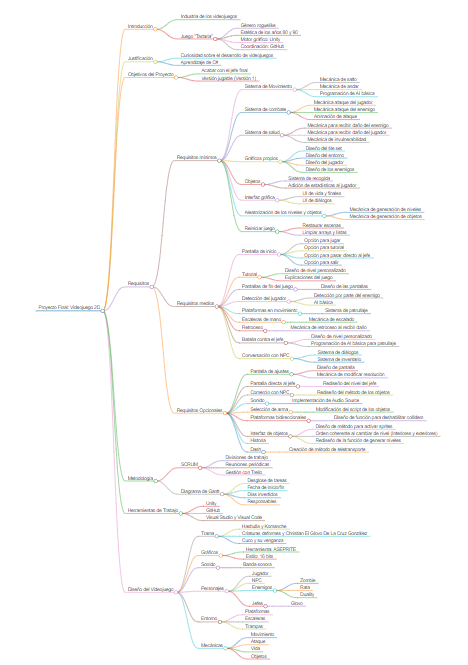 Proyecto Final: Videojuego 2D
Introducción
Industria de los videojuegos
Juego "Tartaria"
Género roguelike
Estética de los años 80 y 90
Motor gráfico: Unity
Coordinación: GitHub
Justificación
Curiosidad sobre el desarrollo de videojuegos
Aprendizaje de C#
Objetivos del Proyecto
Acabar con el jefe final
Versión jugable (Versión 1)
Requisitos
Requisitos mínimos
Sistema de Movimiento
Mecánica de salto
Mecánica de andar
Programación de AI básica
Sistema de combate
Mecánica ataque del jugador
Mecánica ataque del enemigo
Animación de ataque
Sistema de salud
Mecánica para recibir daño del enemigo
Mecánica para recibir daño del jugador
Mecánica de invulnerabilidad
Gráficos propios
Diseño del tile set
Diseño del entorno
Diseño del jugador
Diseño de los enemigos
Objetos
Sistema de recogida
Adición de estadísticas al jugador
Interfaz gráfica
UI de vida y finales
UI de diálogos
Aleatorización de los niveles y objetos
Mecánica de generación de niveles
Mecánica de generación de objetos
Reiniciar juego
Restaurar escenas
Limpiar arrays y listas
Requisitos medios
Pantalla de inicio
Opción para jugar
Opción para tutorial
Opción para pasar directo al jefe
Opción para salir
Tutorial
Diseño de nivel personalizado
Explicaciones del juego
Pantallas de fin del juego
Diseño de las pantallas
Detección del jugador
Detección por parte del enemigo
AI básica
Plataformas en movimiento
Sistema de patrullaje
Escaleras de mano
Mecánica de escalado
Retroceso
Mecánica de retroceso al recibir daño
Batalla contra el jefe
Diseño de nivel personalizado
Programación de AI básica para patrullaje
Conversación con NPC
Sistema de diálogos
Sistema de inventario
Requisitos Opcionales
Pantalla de ajustes
Diseño de pantalla
Mecánica de modificar resolución
Pantalla directa al jefe
Rediseño del nivel del jefe
Comercio con NPC
Rediseño del método de los objetos
Sonido
Implementación de Audio Source
Selección de arma
Modificación del script de los objetos
Plataformas bidireccionales
Diseño de función para deshabilitar colliders
Interfaz de objetos
Diseño de método para activar sprites
Orden coherente al cambiar de nivel (interiores y exteriores)
Historia
Rediseño de la función de generar niveles
Dash
Creación de método de teletransporte
Metodología
SCRUM
Divisiones de trabajo
Reuniones periódicas
Gestión con Trello
Diagrama de Gantt
Desglose de tareas
Fecha de inicio/fin
Días invertidos
Responsables
Herramientas de Trabajo
Unity
GitHub
Visual Studio y Visual Code
Diseño del Videojuego
Trama
Hastiuilla y Komanche
Criaturas deformes y Christian El Glovo De La Cruz González
Cuco y su venganza
Gráficos
Herramienta: ASEPRITE
Estilo: 16 bits
Sonido
Banda sonora
Personajes
Jugador
NPC
Enemigos
Zombie
Rata
Duality
Jefes
Glovo
Entorno
Plataformas
Escaleras
Trampas
Mecánicas
Movimiento
Ataque
Vida
Objetos